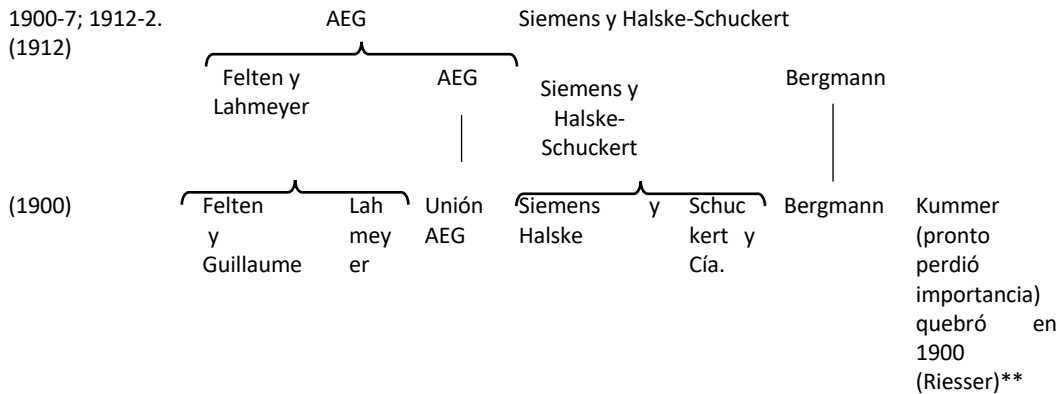 1900-7; 1912-2. AEG Siemens y Halske-Schuckert
(1912)
Felten y
Lahmeyer
AEG
Siemens y
Halske-
Schuckert
Bergmann
(1900)
Felten
y
Guillaume
Lah
mey
er
Unión
AEG
Siemens y
Halske
Schuc
kert y
Cía.
Bergmann
Kummer
(pronto
perdió
importancia)
quebró en
1900
(Riesser)**